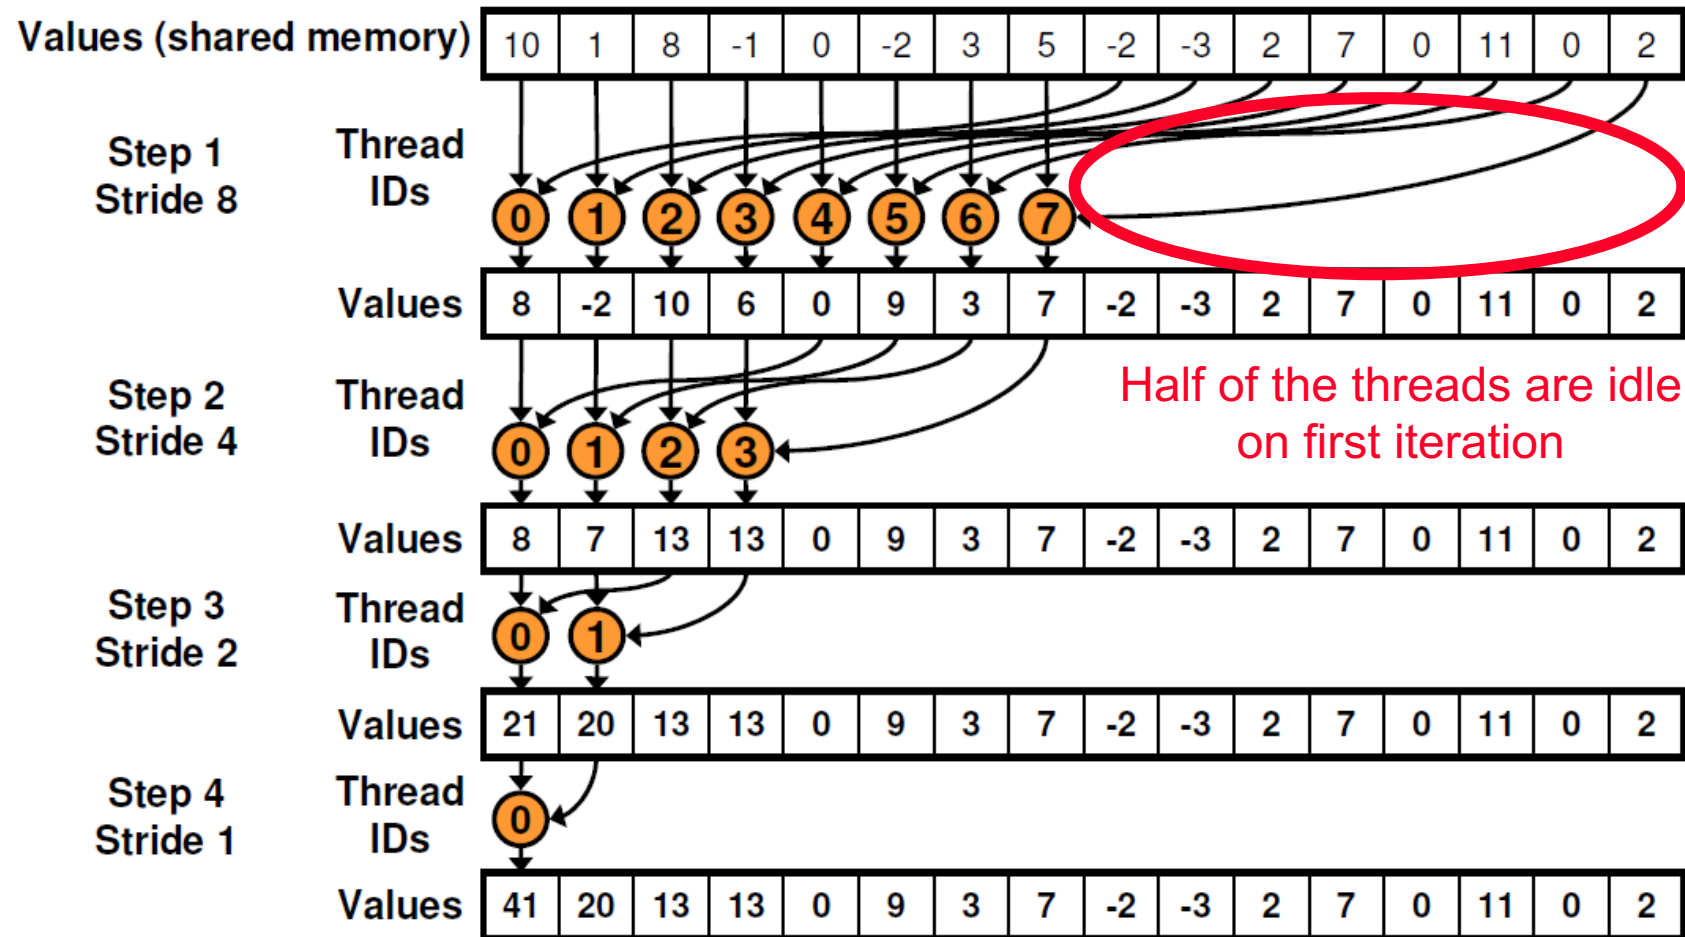 Values (shared memory) 10 1 8 -1 0 -2 3 5 -2 -3 2 7 0 11 0 2
Step 1
Stride 8
Thread
IDs
0 1 2 3 4 5 6 7
Values 8 -2 10 6 0 9 3 7 -2 -3 2 7 0 11 0 2
Half of the threads are idle
on first iteration
Step 2
Stride 4
Thread
IDs
0 1 2 3
Values 8 7 13 13 0 9 3 7 -2 -3 2 7 0 11 0 2
Step 3
Stride 2
Thread
IDs
0 1
Values 21 20 13 13 0 9 3 7 -2 -3 2 7 0 11 0 2
Step 4
Stride 1
Thread
IDs
0
Values 41 20 13 13 0 9 3 7 -2 -3 2 7 0 11 0 2